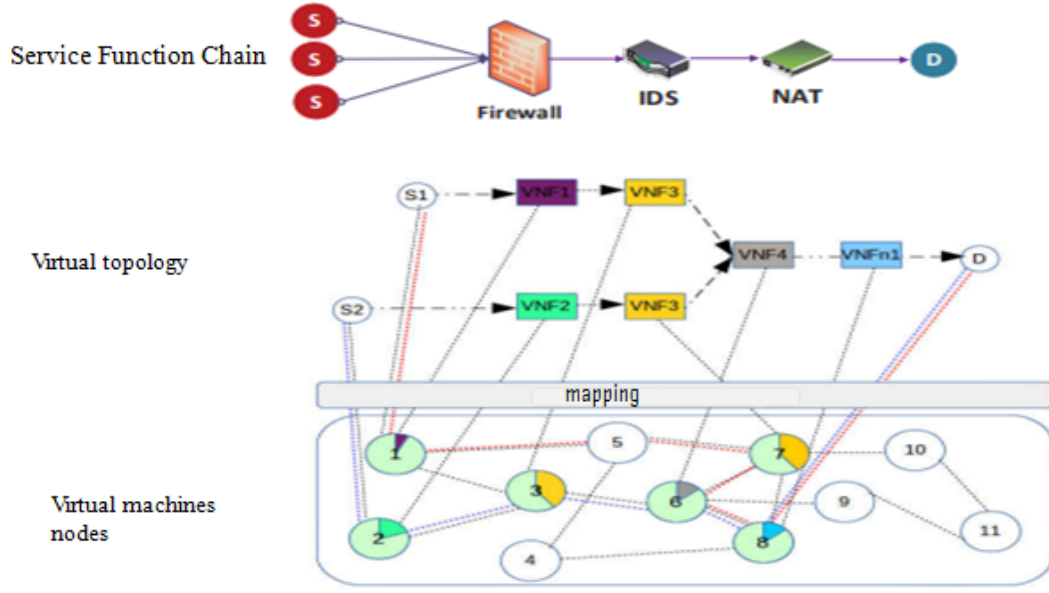 S
Service Function Chain
S
D
S
Firewall
IDS
NAT
S1
VNF1
VNF3
Virtual topology
VNF4
VNFn1
D
S2
VNF2
VNF3
mapping
1
5
7
10
Virtual machines
nodes
3
6
9
2
4
8
11